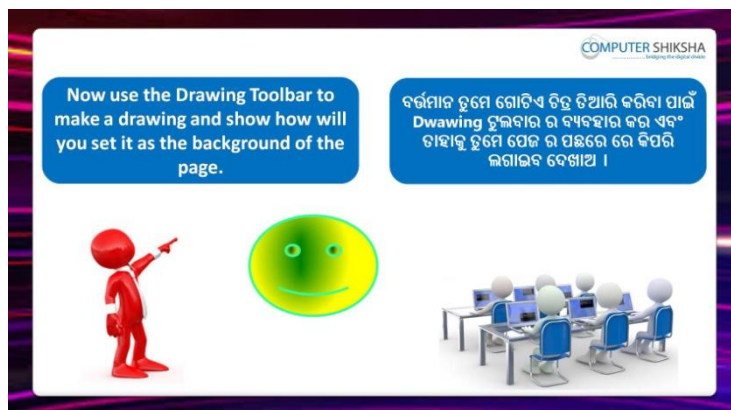 COMPUTER SHIKSHA
bridging the digital divide
Now use the Drawing Toolbar to
make a drawing and show how will
you set it as the background of the
page.
ବର୍ତ୍ତମାନ ତୁମେ ଗୋଟିଏ ଚିତ୍ର ତିଆରି କରିବା ପାଇଁ
Dwawing ଟୁଲବାର ର ବ୍ୟବହାର କର ଏବଂ
ତାହାକୁ ତୁମେ ପେଜ ର ପଛରେ ରେ କିପରି
ଲଗାଇବ ଦେଖାଅ ।